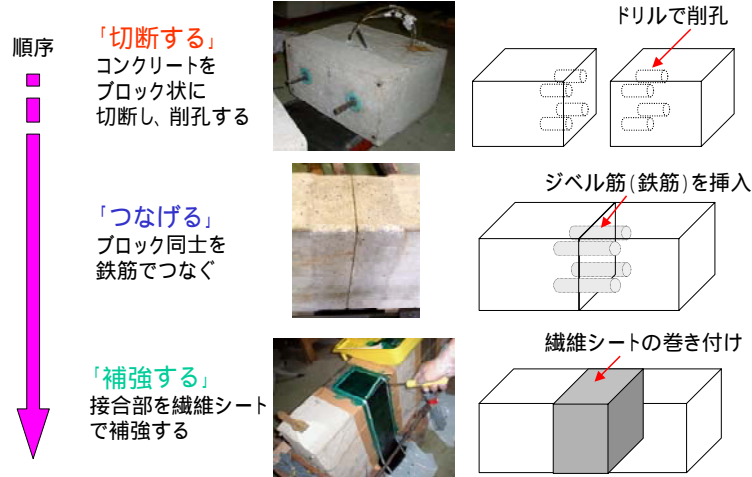 順序
「切断する」
コンクリートを
ブロック状に
切断し、削孔する
ドリルで削孔
「つなげる」
ブロック同士を
鉄筋でつなぐ
ジベル筋(鉄筋)を挿入
「補強する」
接合部を繊維シート
で補強する
繊維シートの巻き付け